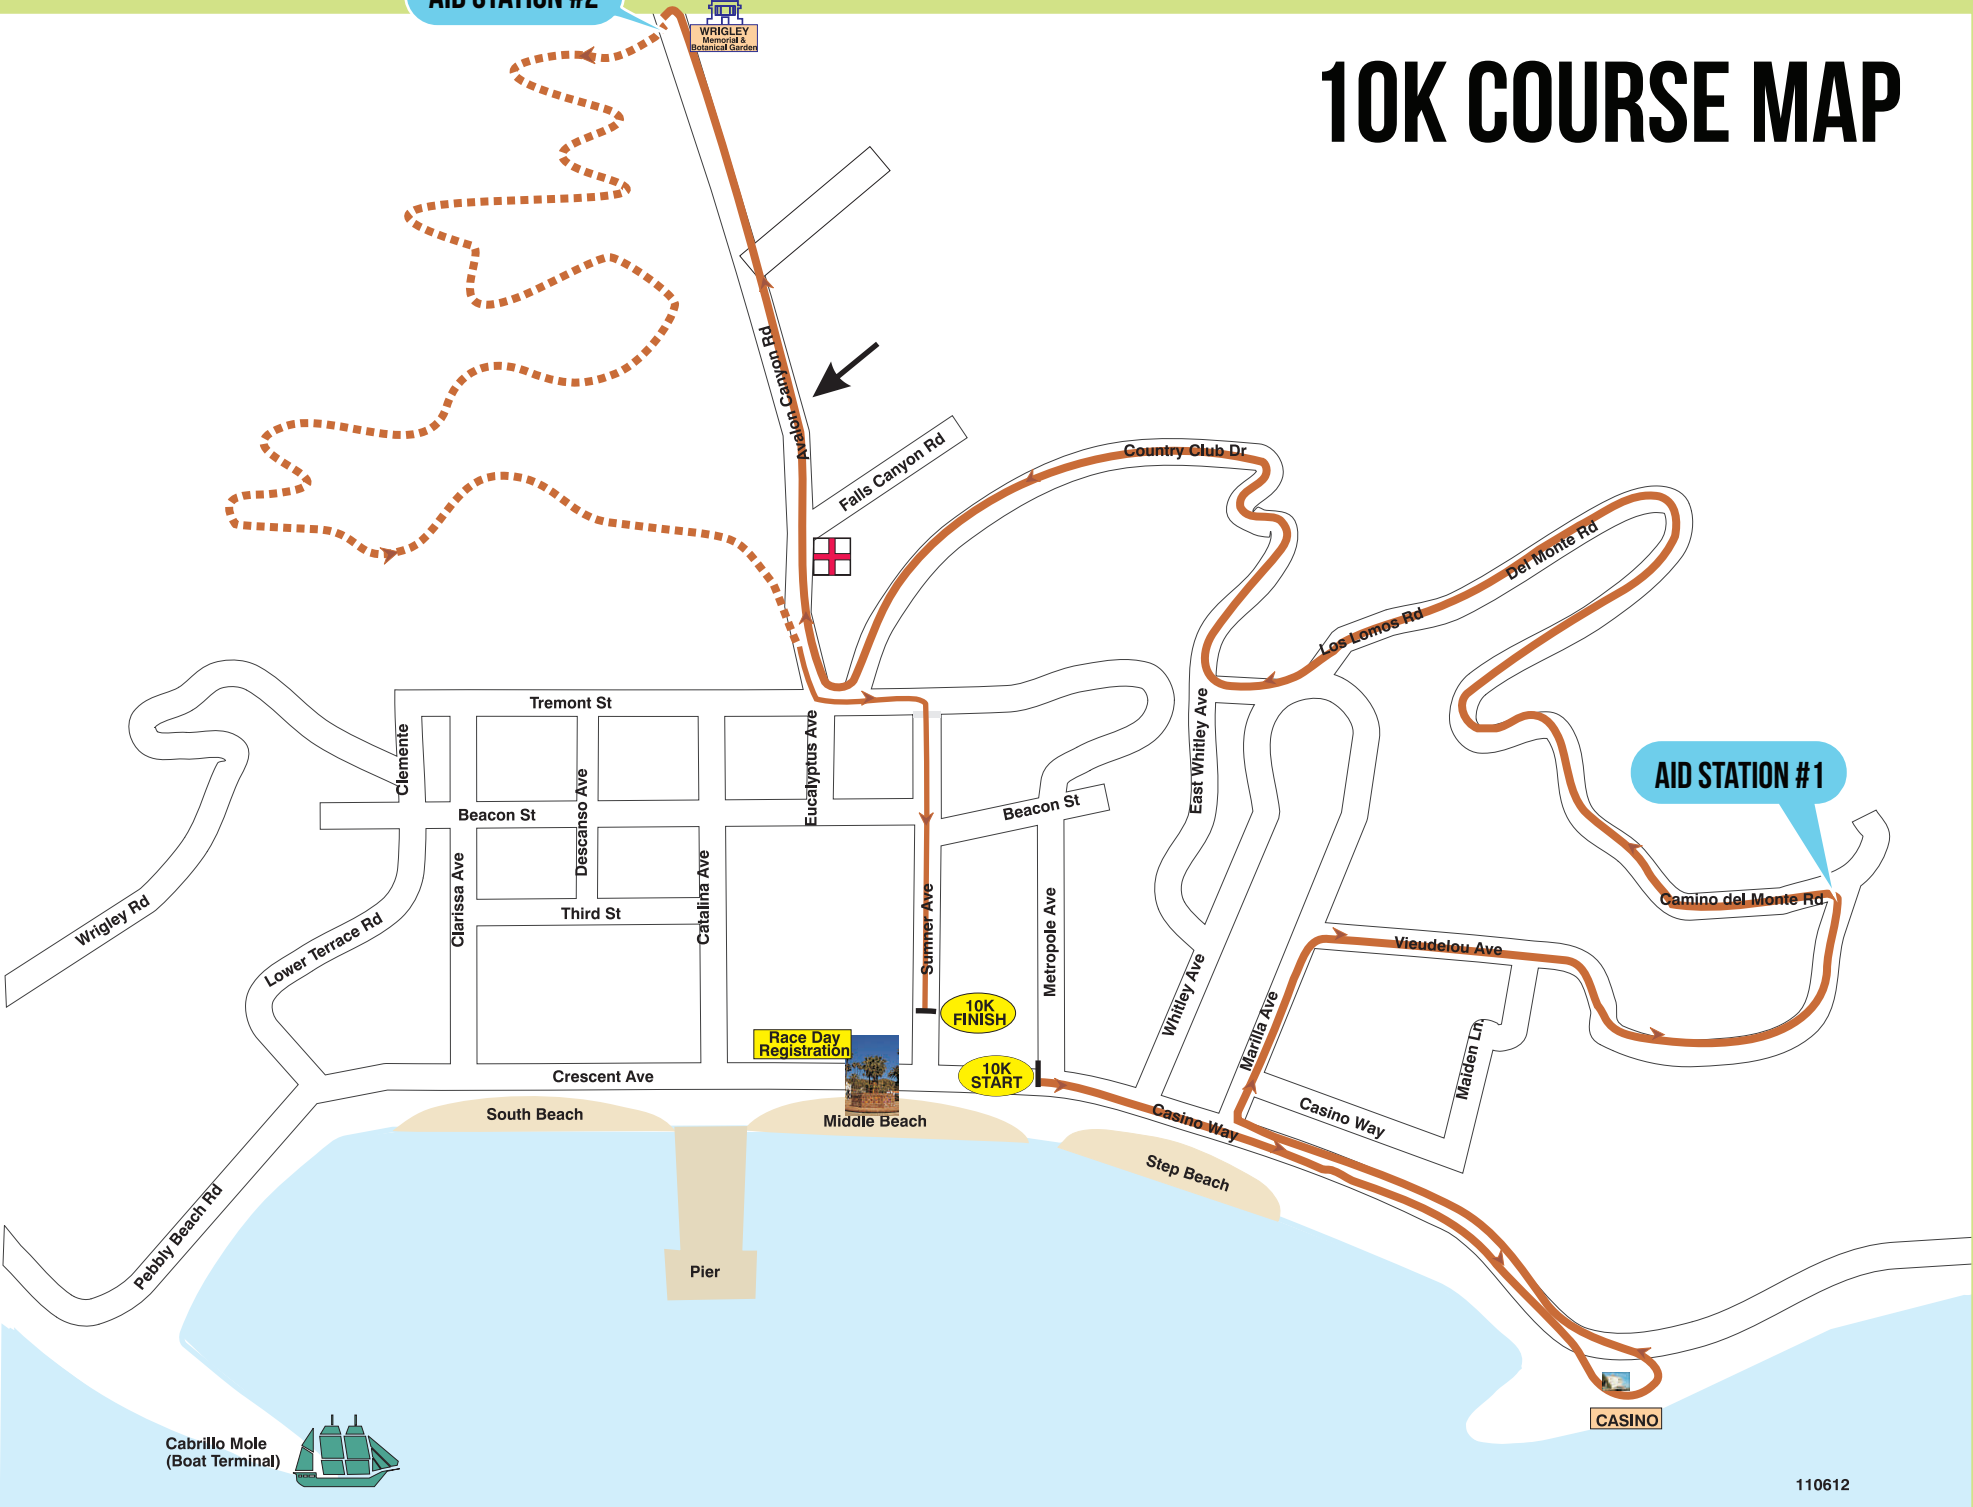 AID STATION #2
WRIGLEY
Memorial &
Botanical Garden
10K COURSE MAP
Avalon Canyon Rd
Falls Canyon Rd
Country Club Dr
Del Monte Rd
Los Lomos Rd
Tremont St
Clemente
Descanso Ave
Eucalyptus Ave
East Whitley Ave
AID STATION #1
Beacon St
Beacon St
Clarissa Ave
Catalina Ave
Sumner Ave
Metropole Ave
Third St
Wrigley Rd
Lower Terrace Rd
Camino del Monte Rd
Vieudelou Ave
Whitley Ave
Marilla Ave
Maiden Ln.
10K
FINISH
Race Day
Registration
10K
START
Crescent Ave
South Beach
Middle Beach
Casino Way
Casino Way
Step Beach
Pebbly Beach Rd
Pier
CASINO
Cabrillo Mole
(Boat Terminal)
110612